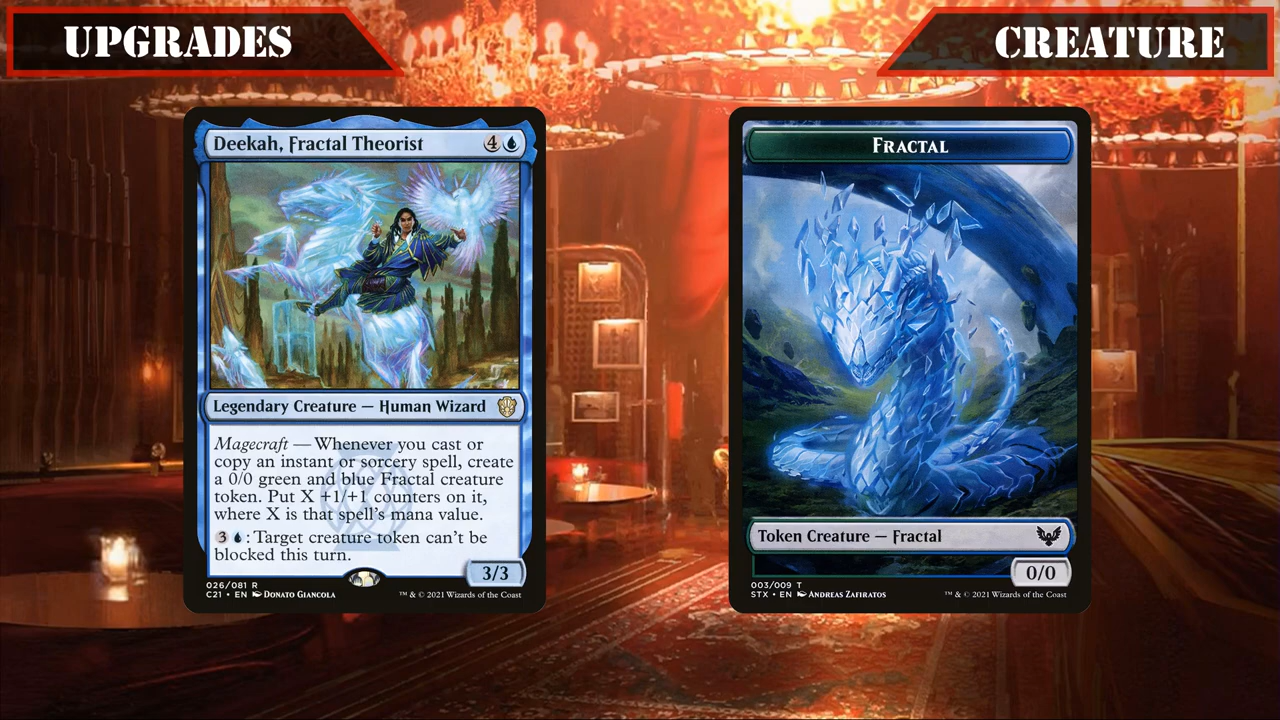 UPGRADES
CREATURE
Deekah, Fractal Theorist 4
Legendary Creature — Human Wizard
Magecraft — Whenever you cast or
copy an instant or sorcery spell, create
a 0/0 green and blue Fractal creature
token. Put X +1/+1 counters on it,
where X is that spell's mana value.
3 : Target creature token can't be
blocked this turn.
3/3
026/081 R
C21 • EN Donato Giancola
™ & © 2021 Wizards of the Coast
Fractal
Token Creature — Fractal
0/0
003/009 T
STX • EN Andreas Zafiratos
™ & © 2021 Wizards of the Coast